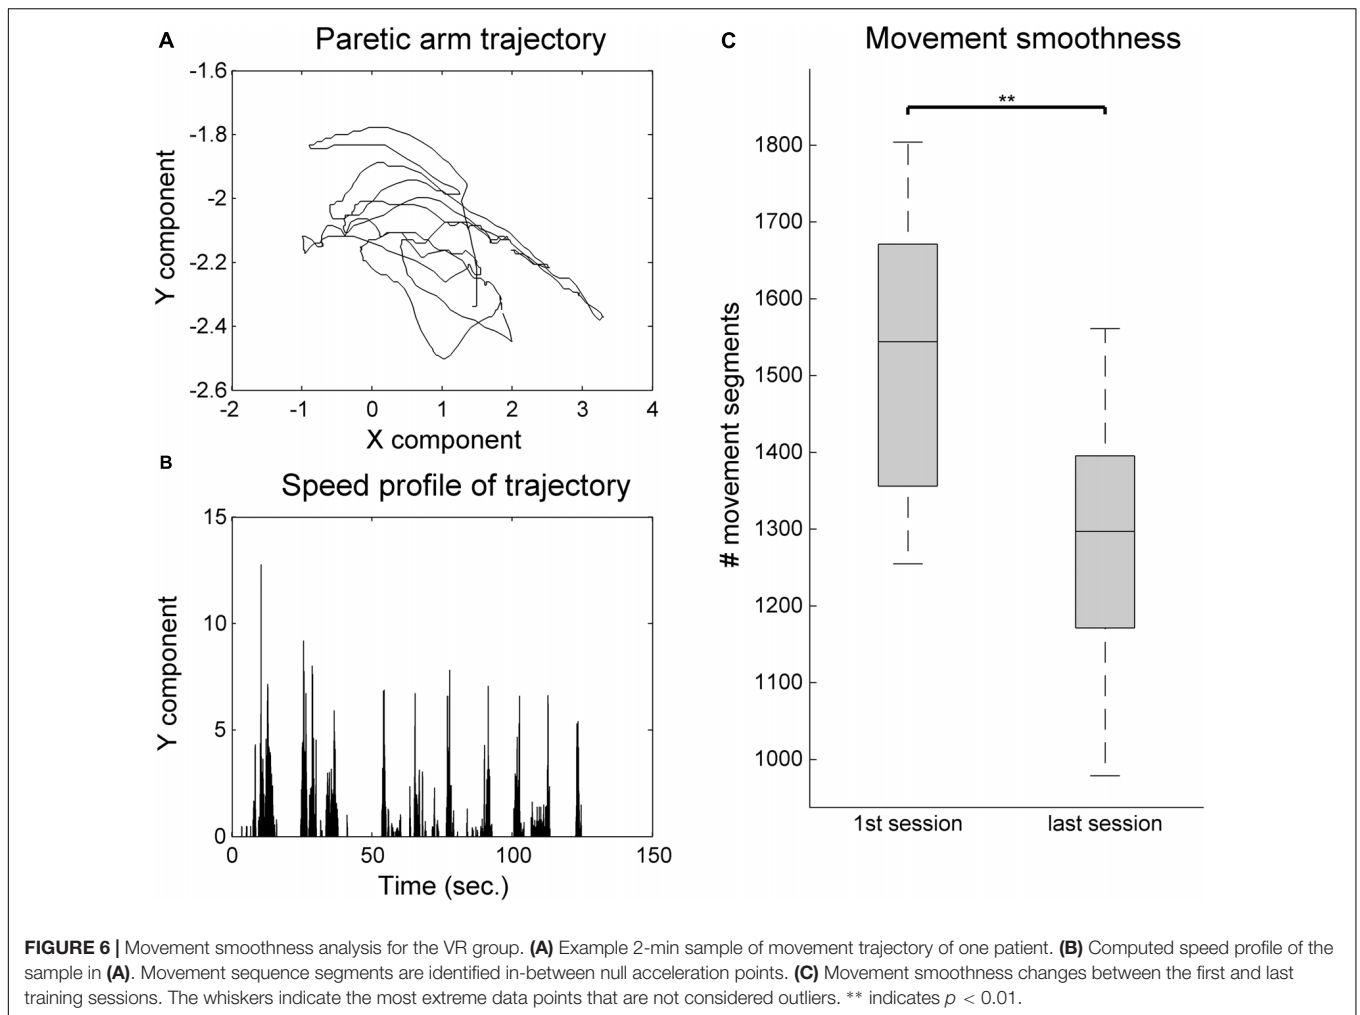 A
Paretic arm trajectory
-1.6
-1.8
-2
-2.2
-2.4
-2.6
Y component
-2 -1 0 1 2 3 4
X component
B
Speed profile of trajectory
15
10
5
0
Y component
0 50 100 150
Time (sec.)
C
Movement smoothness
**
1800
1700
1600
1500
1400
1300
1200
1100
1000
# movement segments
1st session last session
FIGURE 6 | Movement smoothness analysis for the VR group. (A) Example 2-min sample of movement trajectory of one patient. (B) Computed speed profile of the
sample in (A). Movement sequence segments are identified in-between null acceleration points. (C) Movement smoothness changes between the first and last
training sessions. The whiskers indicate the most extreme data points that are not considered outliers. ** indicates p < 0.01.